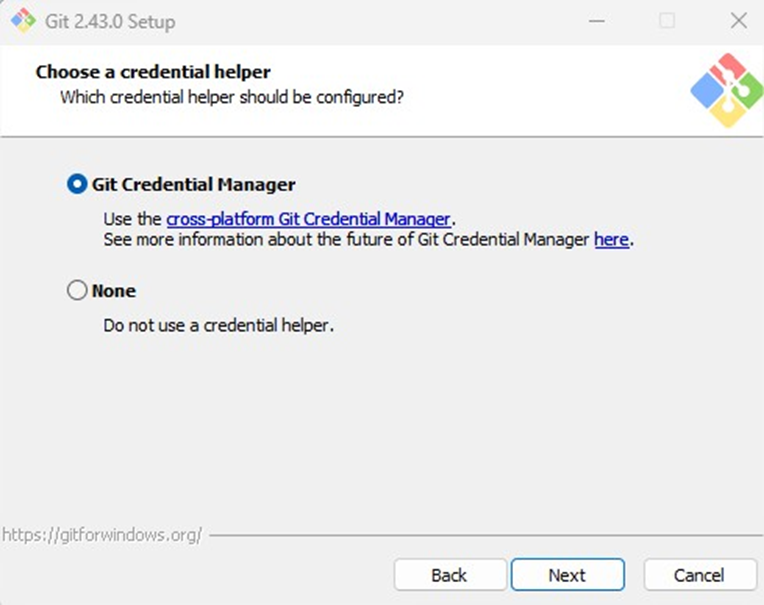 Git 2.43.0 Setup
Choose a credential helper
Which credential helper should be configured?
Git Credential Manager
Use the cross-platform Git Credential Manager.
See more information about the future of Git Credential Manager here.
None
Do not use a credential helper.
https://gitforwindows.org/
Back Next Cancel